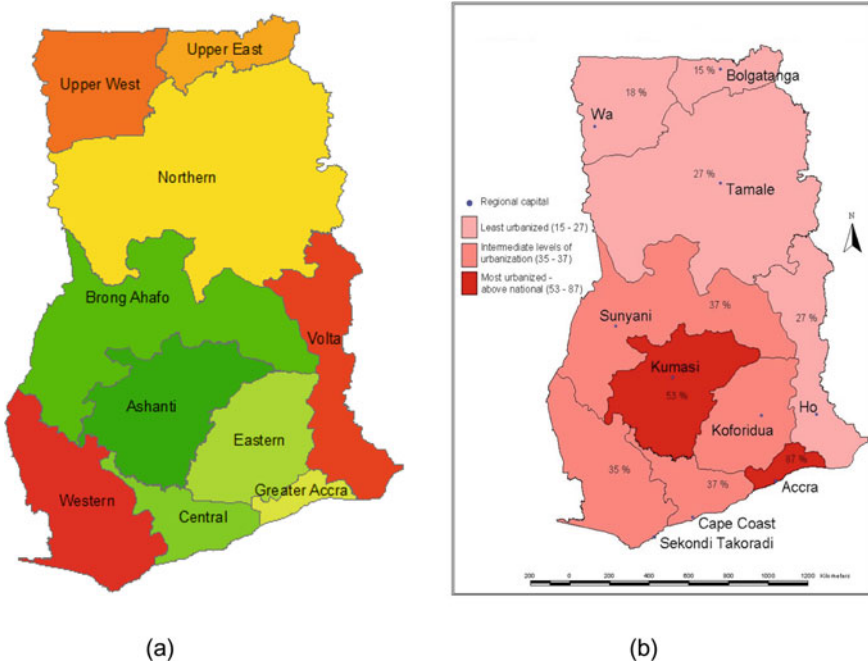 Upper East
Upper West
Northern
Brong Ahafo
Volta
Ashanti
Eastern
Greater Accra
Western
Central
(a)
15 %
Bolgatanga
18 %
Wa
27 %
Tamale
N
Regional capital
Least urbanized (15 - 27)
Intermediate levels of
urbanization (35 - 37)
Most urbanized -
above national (53 - 87)
37 %
Sunyani
27 %
Kumasi
53 %
Ho
Koforidua
87 %
35 %
37 %
Accra
Cape Coast
Sekondi Takoradi
200 0 200 400 600 800 1000 1200 Kilometers
(b)